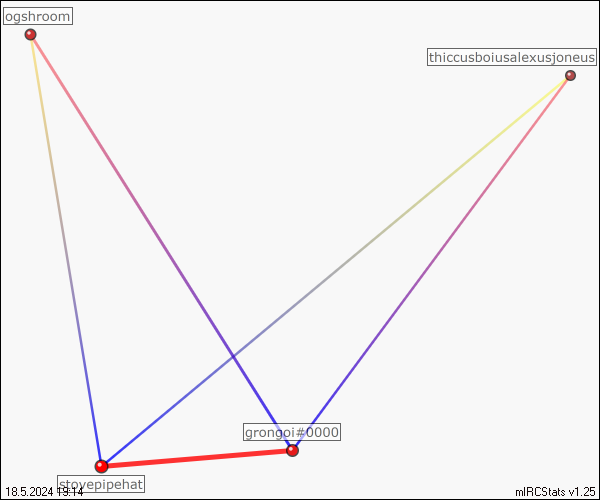 ogshroom
thiccusboiusalexusjoneus
grongoi#0000
stovepipehat
18.5.2024 19:14
mIRCStats v1.25